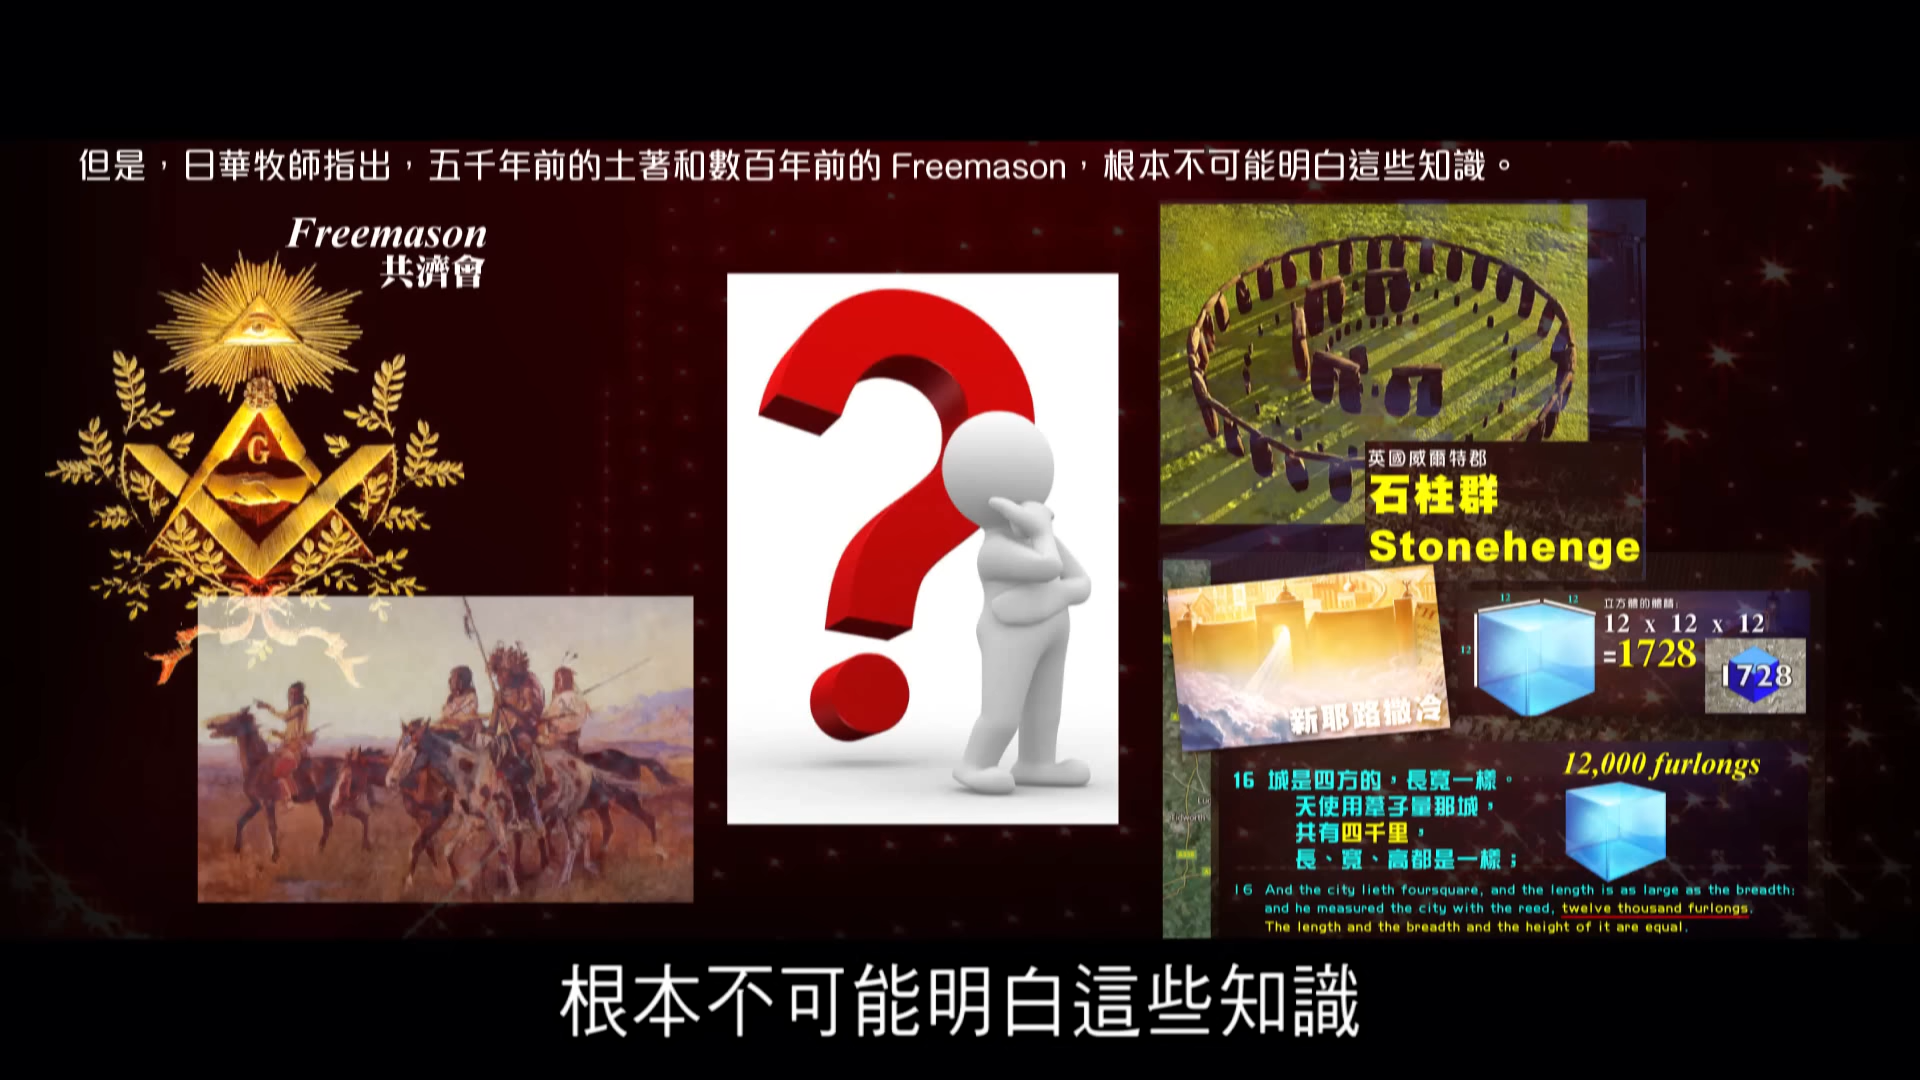 但是，日華牧師指出，五千年前的土著和數百年前的 Freemason，根本不可能明白這些知識。
Freemason
共濟會
G
英國威爾特郡
石柱群
Stonehenge
新耶路撒冷
12
12
12
立方體的體積:
12 x 12 x 12
=1728
1728
12,000 furlongs
16 城是四方的，長寬一樣。
天使用葦子量那城，
共有四千里，
長、寬、高都是一樣；
16 And the city lieth foursquare, and the length is as large as the breadth:
and he measured the city with the reed, twelve thousand furlongs.
The length and the breadth and the height of it are equal.
根本不可能明白這些知識